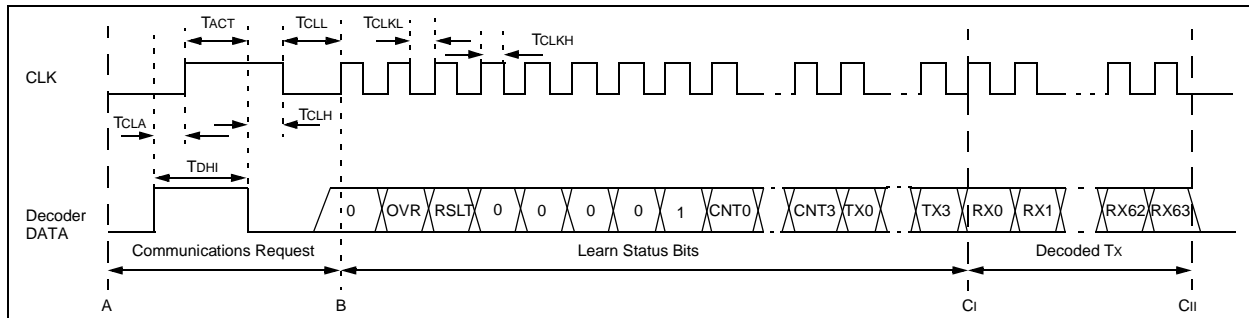 TACT TCLL TCLKL TCLKH
CLK
TCLA TCLH
TDHI
Decoder
DATA
0 OVR RSLT 0 0 0 0 1 CNT0 CNT3 TX0 TX3 RX0 RX1 RX62 RX63
Communications Request Learn Status Bits Decoded TX
A B CI CII